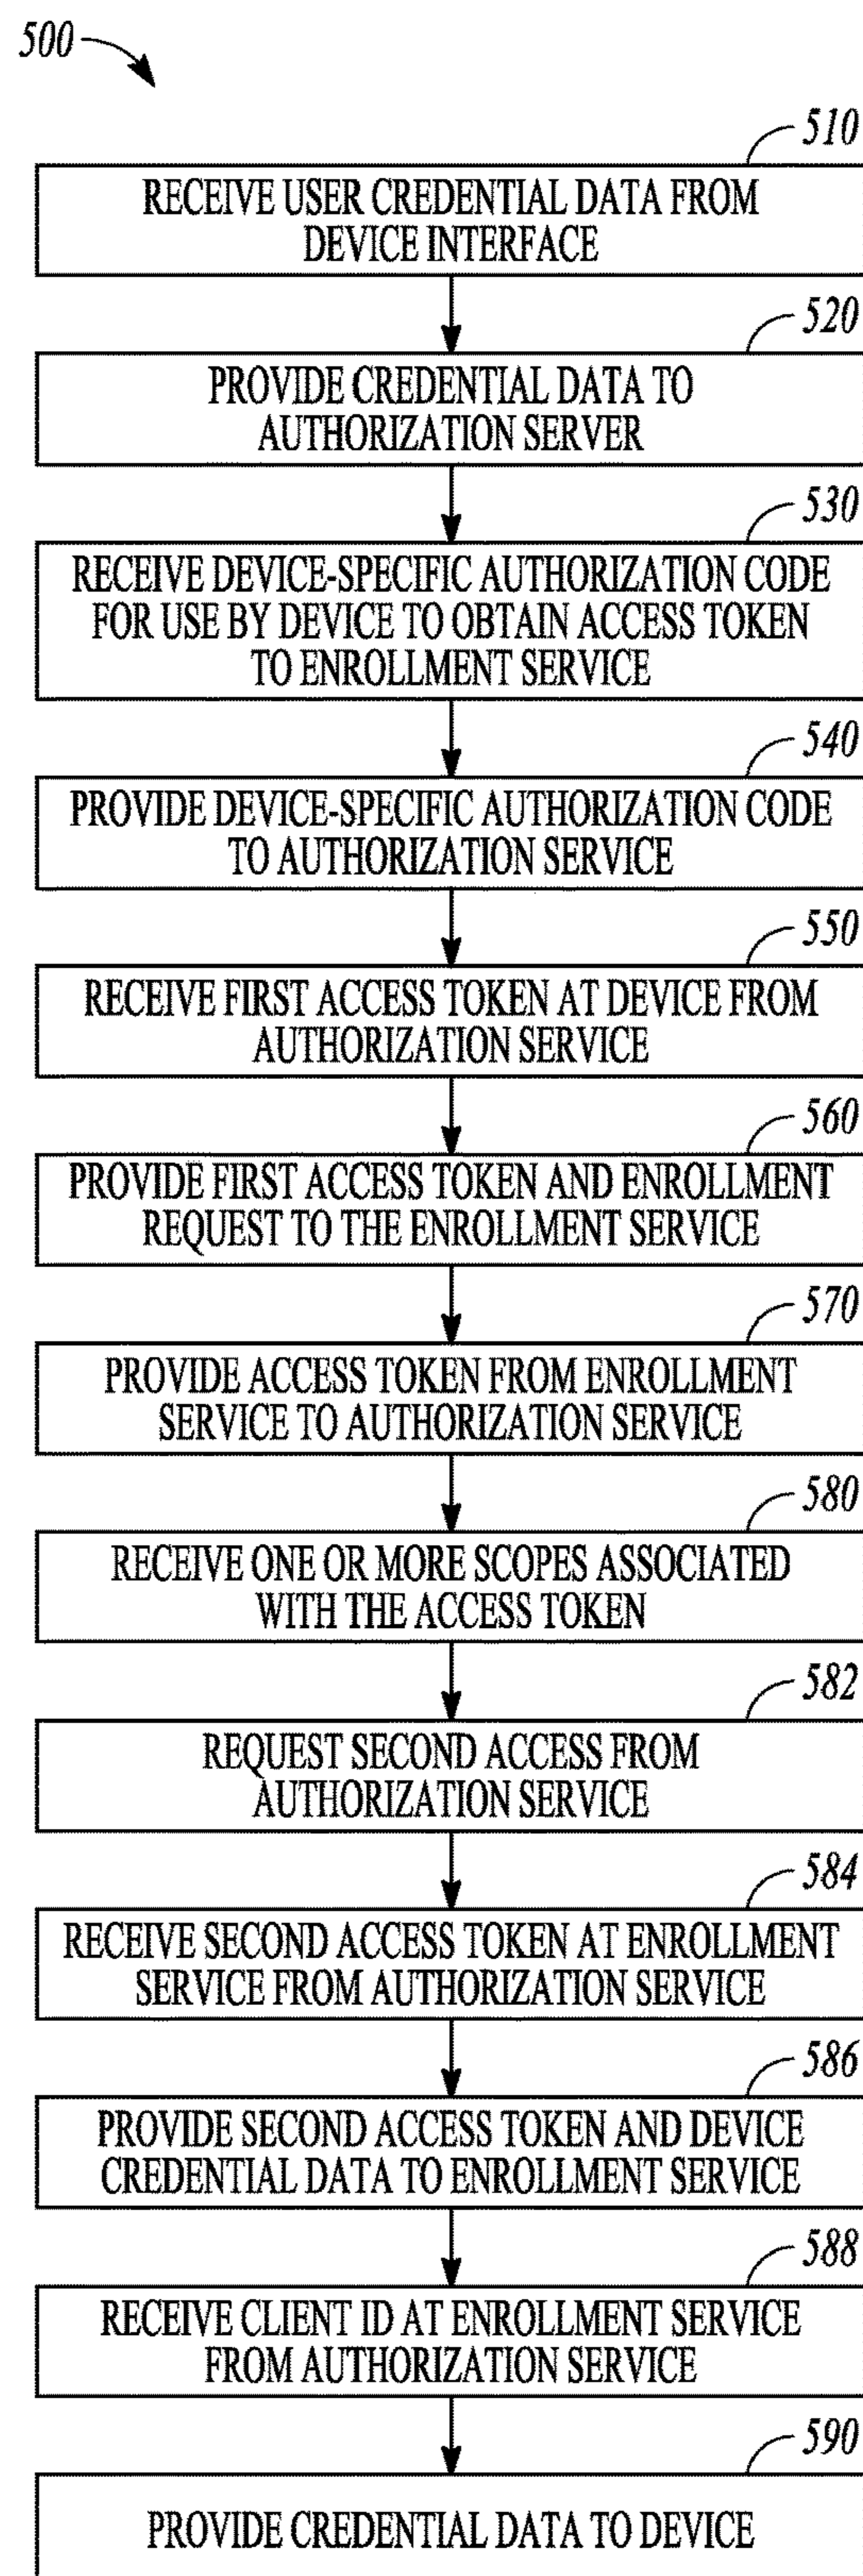 500
510
RECEIVE USER CREDENTIAL DATA FROM
DEVICE INTERFACE
520
PROVIDE CREDENTIAL DATA TO
AUTHORIZATION SERVER
530
RECEIVE DEVICE-SPECIFIC AUTHORIZATION CODE
FOR USE BY DEVICE TO OBTAIN ACCESS TOKEN
TO ENROLLMENT SERVICE
540
PROVIDE DEVICE-SPECIFIC AUTHORIZATION CODE
TO AUTHORIZATION SERVICE
550
RECEIVE FIRST ACCESS TOKEN AT DEVICE FROM
AUTHORIZATION SERVICE
560
PROVIDE FIRST ACCESS TOKEN AND ENROLLMENT
REQUEST TO THE ENROLLMENT SERVICE
570
PROVIDE ACCESS TOKEN FROM ENROLLMENT
SERVICE TO AUTHORIZATION SERVICE
580
RECEIVE ONE OR MORE SCOPES ASSOCIATED
WITH THE ACCESS TOKEN
582
REQUEST SECOND ACCESS FROM
AUTHORIZATION SERVICE
584
RECEIVE SECOND ACCESS TOKEN AT ENROLLMENT
SERVICE FROM AUTHORIZATION SERVICE
586
PROVIDE SECOND ACCESS TOKEN AND DEVICE
CREDENTIAL DATA TO ENROLLMENT SERVICE
588
RECEIVE CLIENT ID AT ENROLLMENT SERVICE
FROM AUTHORIZATION SERVICE
590
PROVIDE CREDENTIAL DATA TO DEVICE